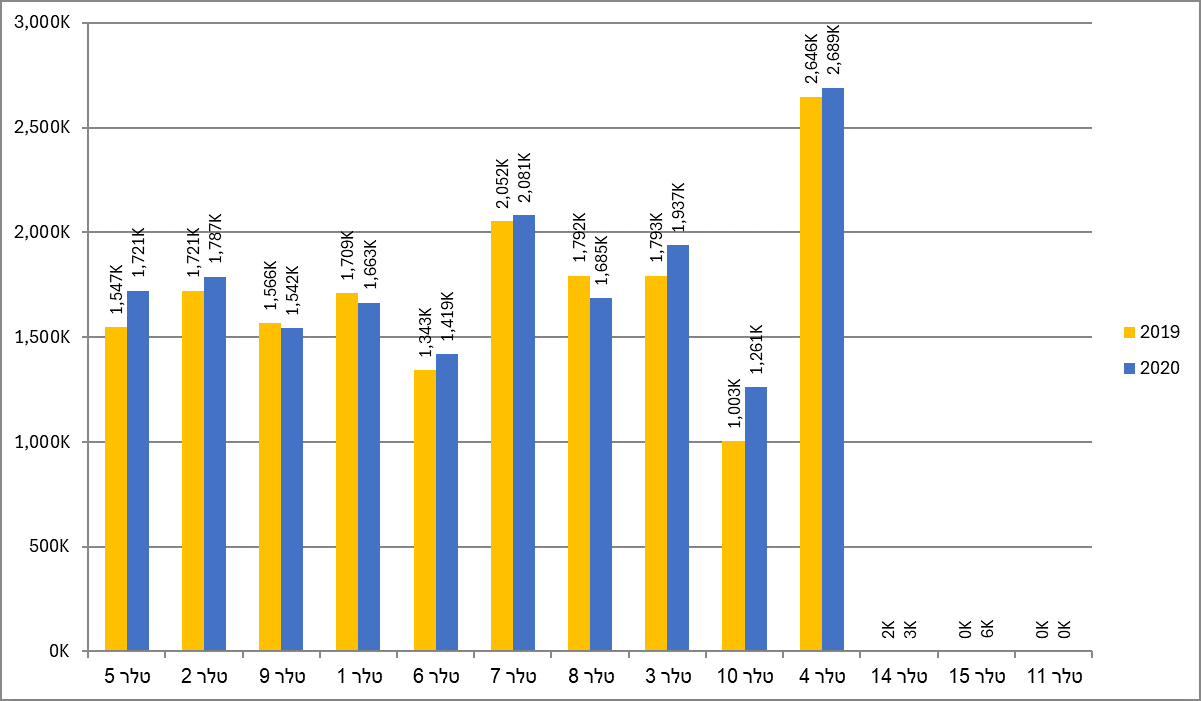 3,000K
2,500K
2,000K
1,500K
1,000K
500K
0K
1,547K 1,721K
1,721K 1,787K
1,566K 1,542K
1,709K 1,663K
1,343K 1,419K
2,052K 2,081K
1,792K 1,685K
1,793K 1,937K
1,003K 1,261K
2,646K 2,689K
2K 3K
0K 6K
0K 0K
טלר 5
טלר 2
טלר 9
טלר 1
טלר 6
טלר 7
טלר 8
טלר 3
טלר 10
טלר 4
טלר 14
טלר 15
טלר 11
2019
2020